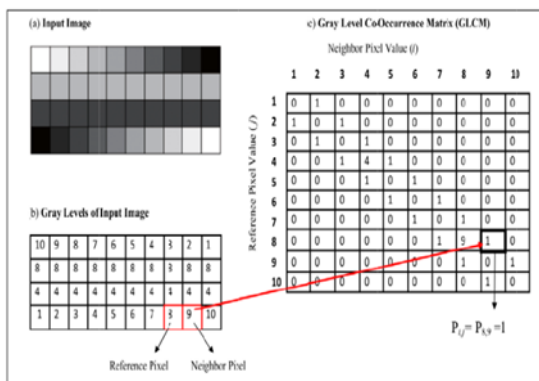 (a) Input Image
b) Gray Levels of Input Image
10 9 8 7 6 5 4 3 2 1
8 8 8 8 8 8 8 8 8 8
4 4 4 4 4 4 4 4 4 4
1 2 3 4 5 6 7 8 9 10
Reference Pixel
Neighbor Pixel
c) Gray Level Co-Occurrence Matrix (GLCM)
Neighbor Pixel Value (i)
1 2 3 4 5 6 7 8 9 10
Reference Pixel Value (j)
1 0 1 0 0 0 0 0 0 0 0
2 1 0 1 0 0 0 0 0 0 0
3 0 1 0 1 0 0 0 0 0 0
4 0 0 1 4 1 0 0 0 0 0
5 0 0 0 1 0 1 0 0 0 0
6 0 0 0 0 1 0 1 0 0 0
7 0 0 0 0 0 1 0 1 0 0
8 0 0 0 0 0 0 1 9 1 0
9 0 0 0 0 0 0 0 1 0 1
10 0 0 0 0 0 0 0 0 1 0
Pi,j= P8,9 =1